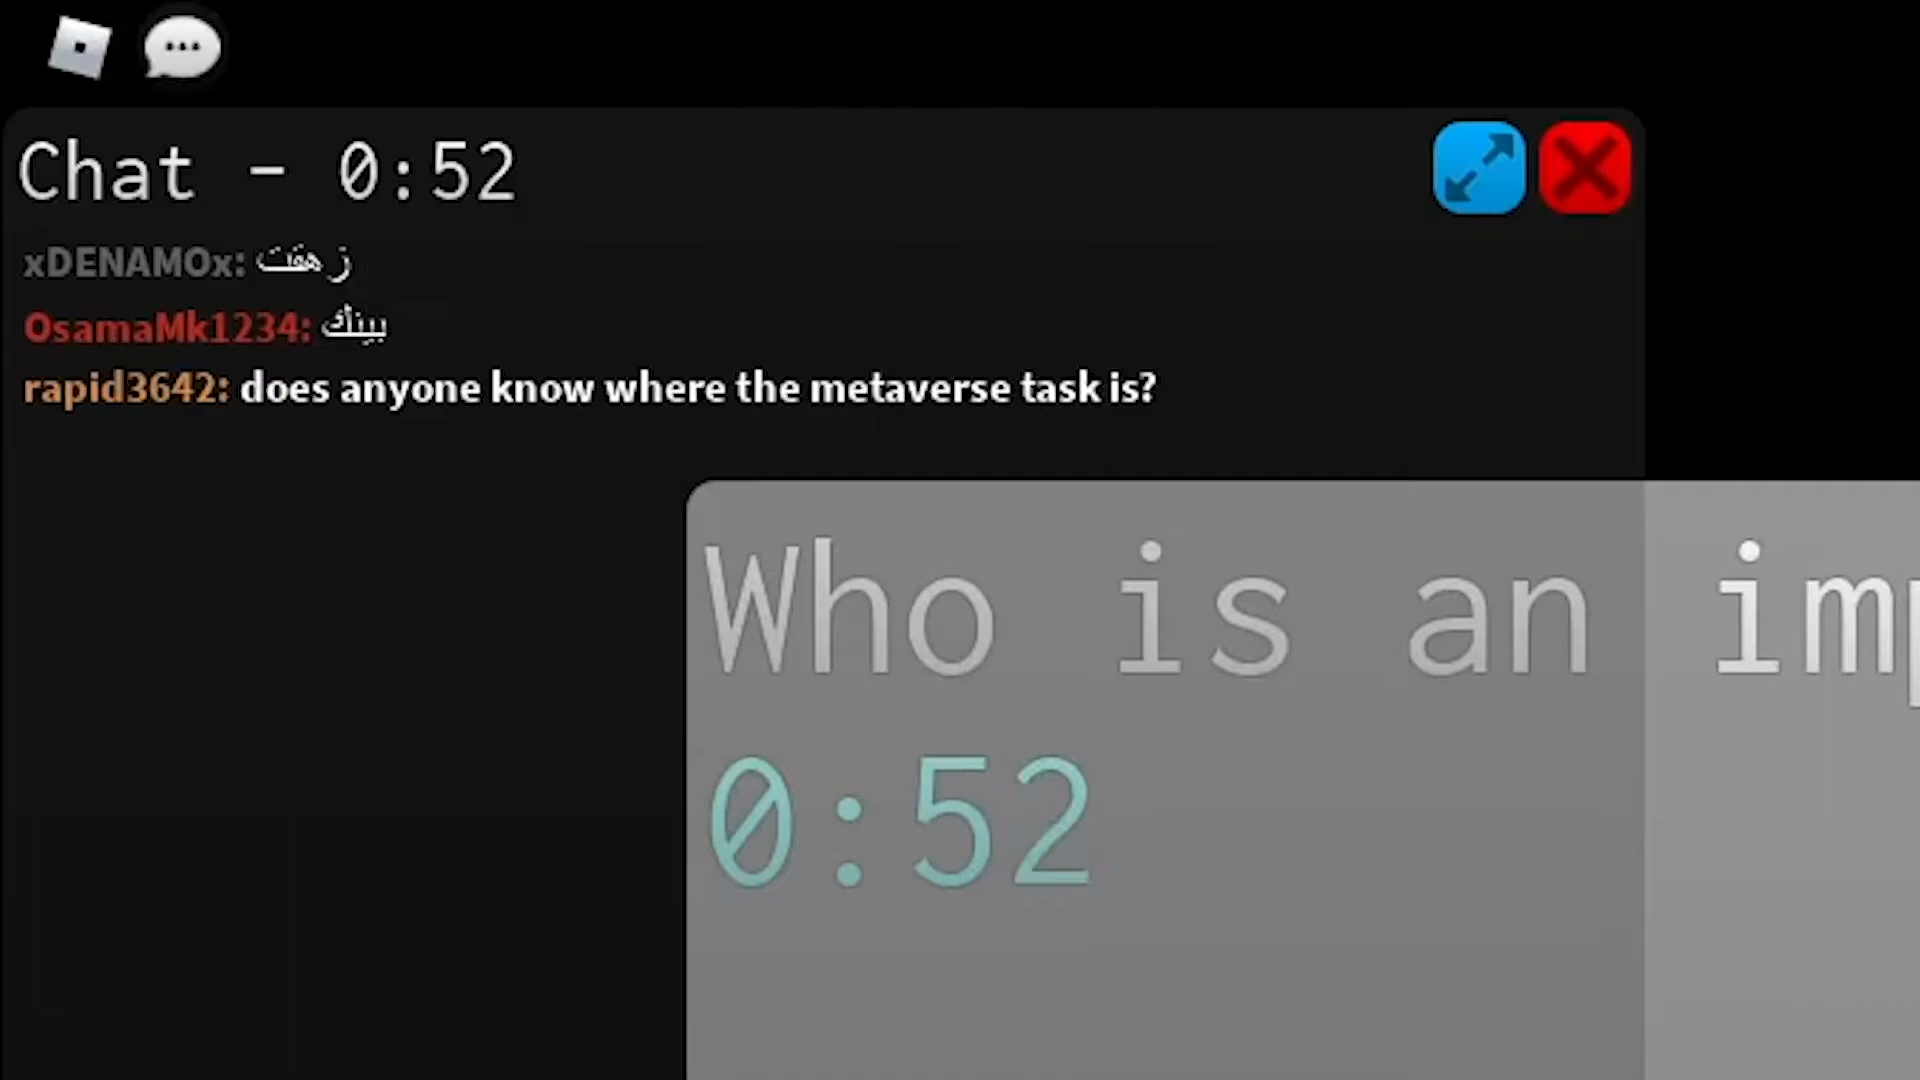 Chat - 0:52
xDENAMOx: زهقت
OsamaMk1234: بينك
rapid3642: does anyone know where the metaverse task is?
Who is an imp
0:52